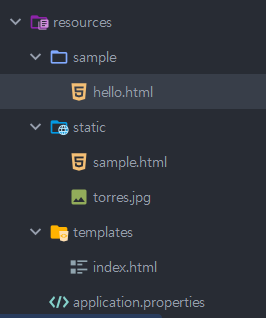 resources
sample
hello.html
static
sample.html
torres.jpg
templates
index.html
application.properties